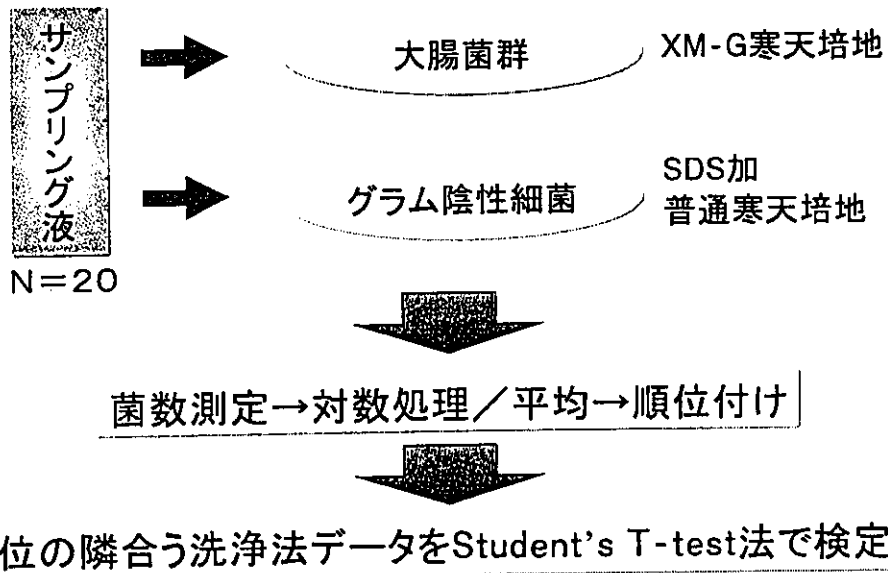 サンプリング液
N=20
大腸菌群
XM-G寒天培地
グラム陰性細菌
SDS加
普通寒天培地
菌数測定→対数処理/平均→順位付け
位の隣合う洗浄法データをStudent's T-test法で検定